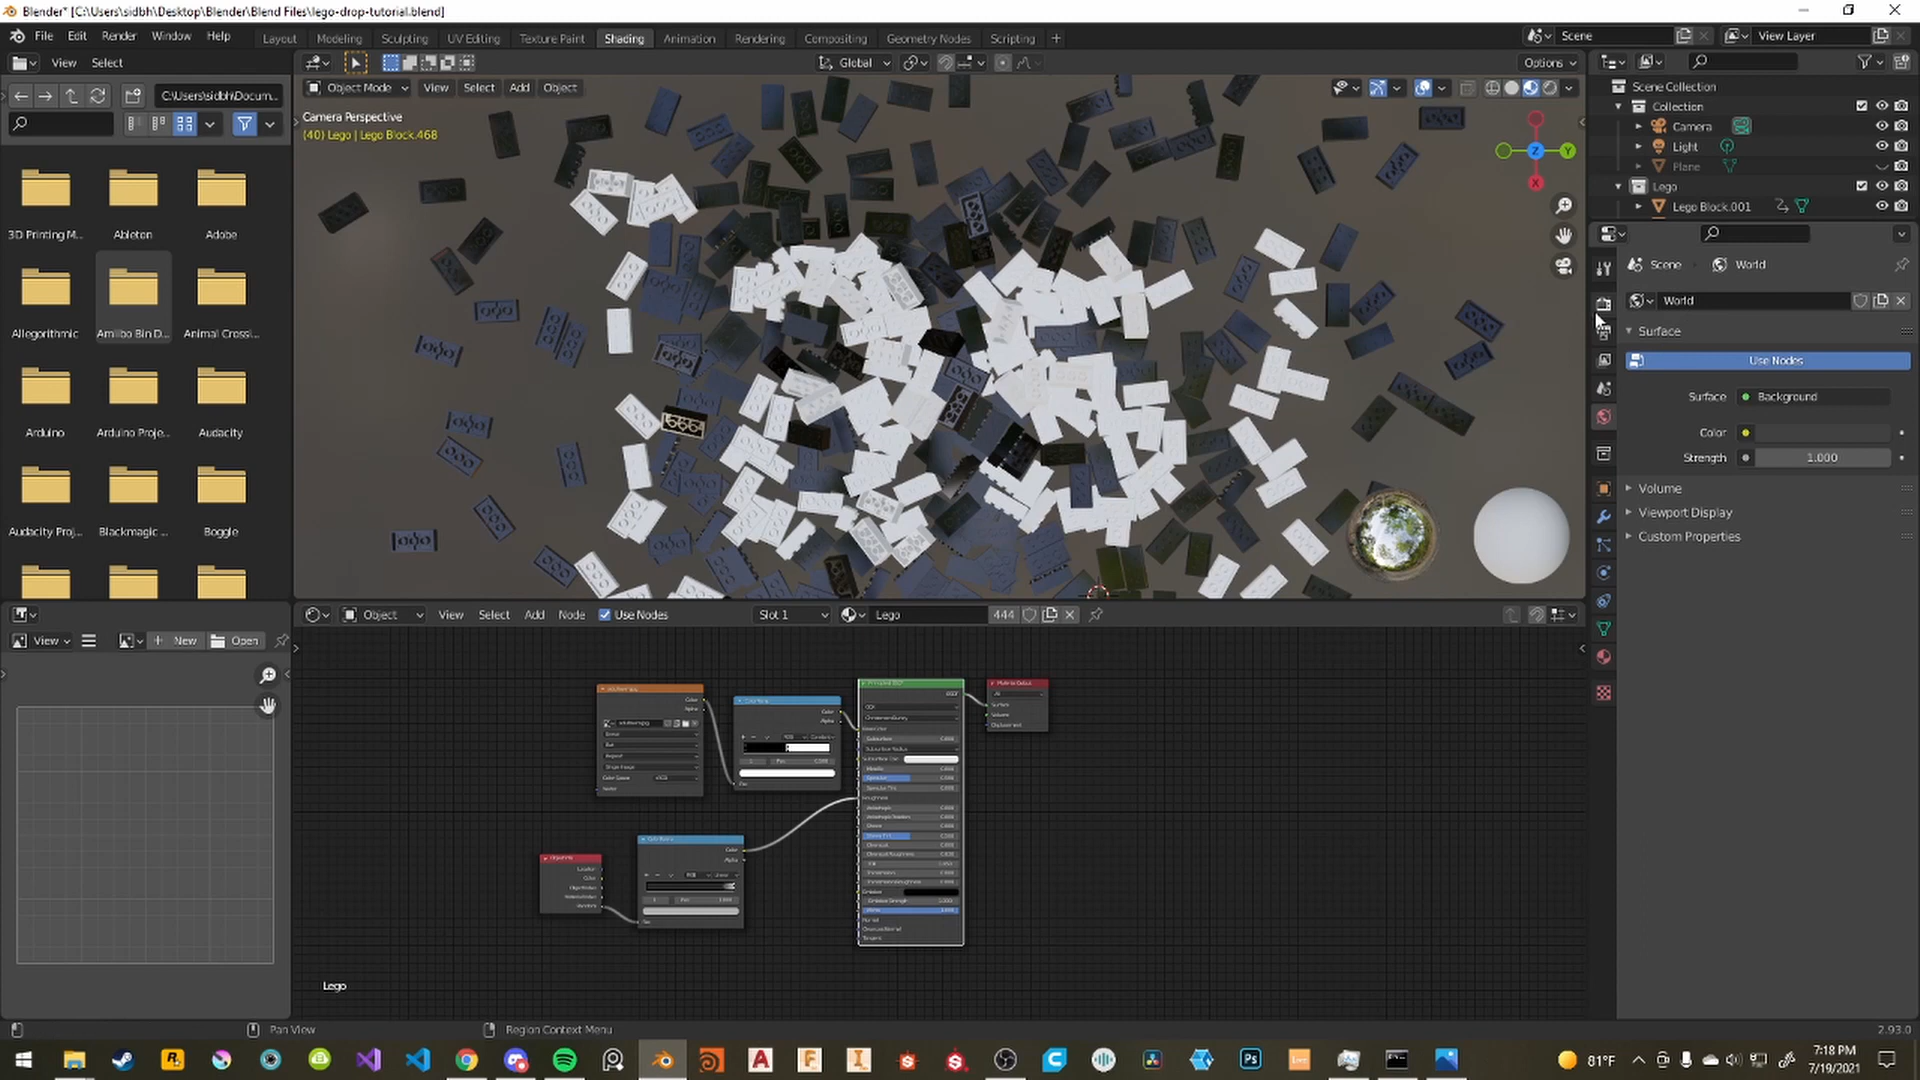 Blender* [C:\Users\sidbh\Desktop\Blender\Blend Files\lego-drop-tutorial.blend]
File Edit Render Window Help
Layout Modeling Sculpting UV Editing Texture Paint Shading Animation Rendering Compositing Geometry Nodes Scripting +
Scene
View Layer
View Select
Global
Options
C:\Users\sidbh\Docum...
Object Mode View Select Add Object
Camera Perspective
(40) Lego | Lego Block.468
Z
Y
X
3D Printing M...
Ableton
Adobe
Allegorithmic
Amiibo Bin D...
Animal Crossi...
Arduino
Arduino Proje...
Audacity
Audacity Proj...
Blackmagic ...
Boggle
Scene Collection
Collection
Camera
Light
Plane
Lego
Lego Block.001
Scene
World
World
Surface
Use Nodes
Surface
Background
Color
Strength
1.000
Volume
Viewport Display
Custom Properties
View
New
Open
Object View Select Add Node Use Nodes
Slot 1
Lego
444
Lego
Pan View
Region Context Menu
2.93.0
81°F
7:18 PM
7/19/2021